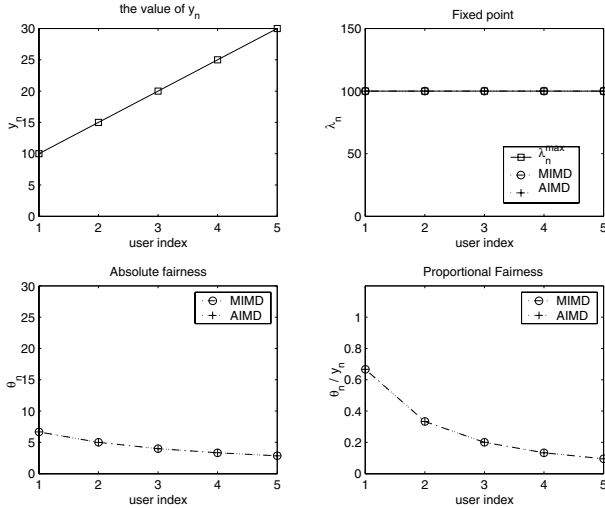 the value of y_n
30
25
20
15
10
5
0
y_n
1 2 3 4 5
user index
Fixed point
150
100
50
0
λ_n
λ_n^max
MIMD
AIMD
1 2 3 4 5
user index
Absolute fairness
30
25
20
15
10
5
0
θ_n
MIMD
AIMD
1 2 3 4 5
user index
Proportional Fairness
1
0.8
0.6
0.4
0.2
0
θ_n / y_n
MIMD
AIMD
1 2 3 4 5
user index